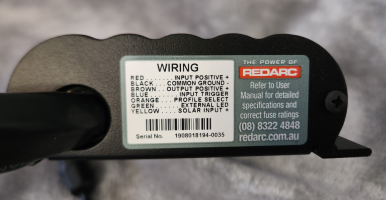 WIRING
RED.......INPUT POSITIVE +
BLACK..COMMON GROUND -
BROWN..OUTPUT POSITIVE +
BLUE..........INPUT TRIGGER
ORANGE...PROFILE SELECT
GREEN.......EXTERNAL LED
YELLOW.......SOLAR INPUT +
Serial No. 1908018194-0035
THE POWER OF
REDARC
Refer to User
Manual for detailed
specifications and
correct fuse ratings
(08) 8322 4848
redarc.com.au